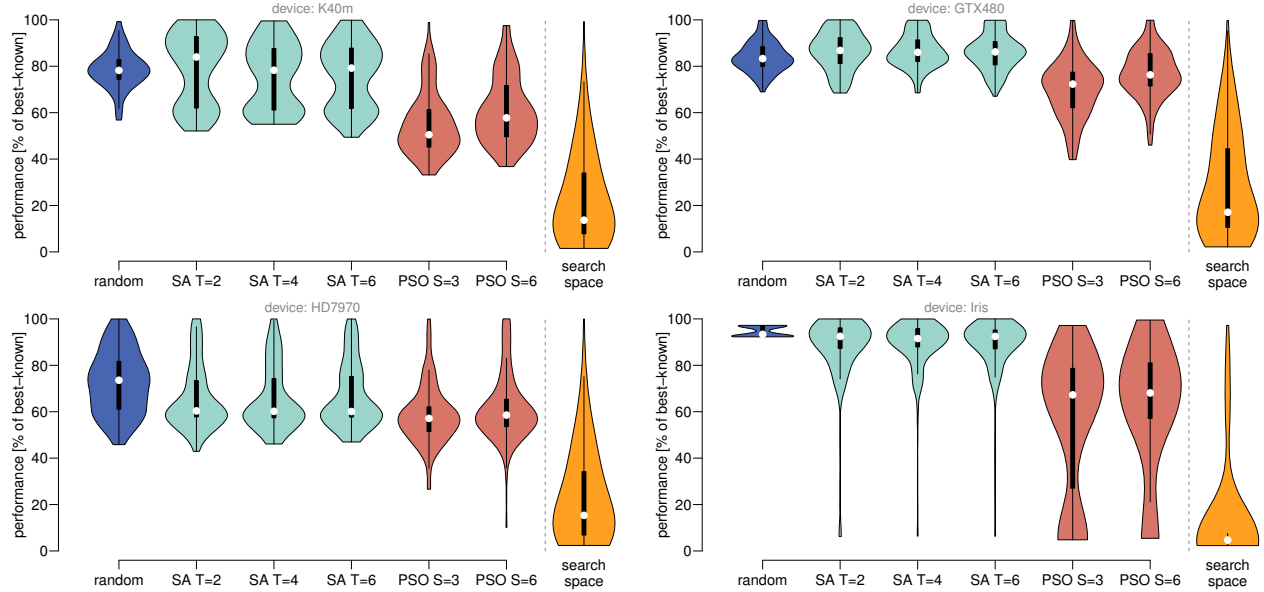 device: K40m
performance [% of best–known]
100
80
60
40
20
0
random SA T=2 SA T=4 SA T=6 PSO S=3 PSO S=6 search space
device: GTX480
performance [% of best–known]
100
80
60
40
20
0
random SA T=2 SA T=4 SA T=6 PSO S=3 PSO S=6 search space
device: HD7970
performance [% of best–known]
100
80
60
40
20
0
random SA T=2 SA T=4 SA T=6 PSO S=3 PSO S=6 search space
device: Iris
performance [% of best–known]
100
80
60
40
20
0
random SA T=2 SA T=4 SA T=6 PSO S=3 PSO S=6 search space